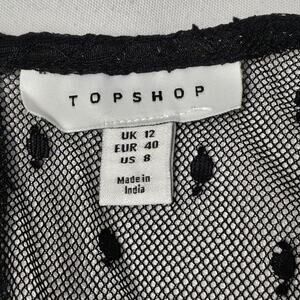 TOPSHOP
UK 12
EUR 40
US 8
Made in
India